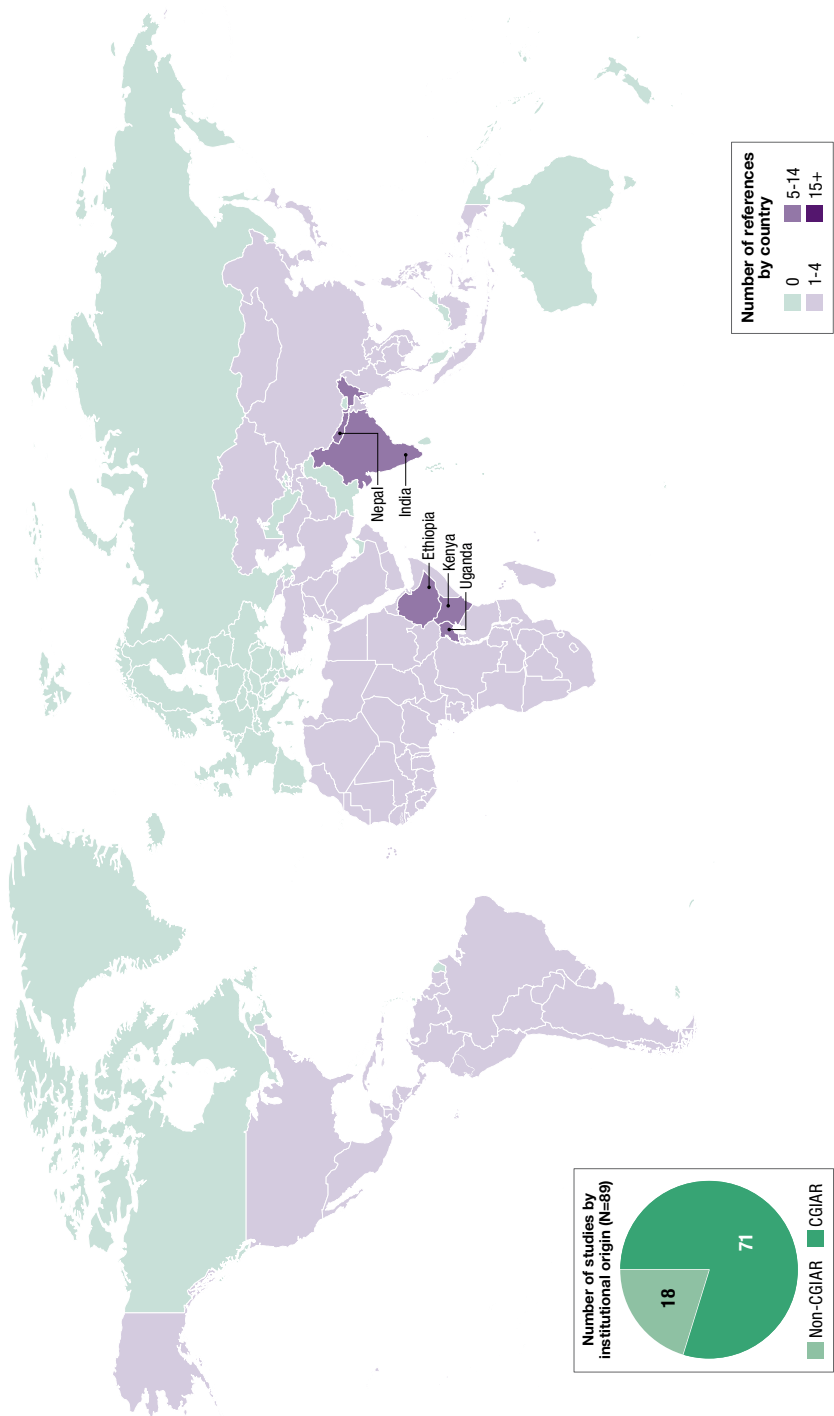 Nepal
India
Ethiopia
Kenya
Uganda
Number of studies by
institutional origin (N=89)
18
71
Non-CGIAR
CGIAR
Number of references
by country
0
5-14
1-4
15+